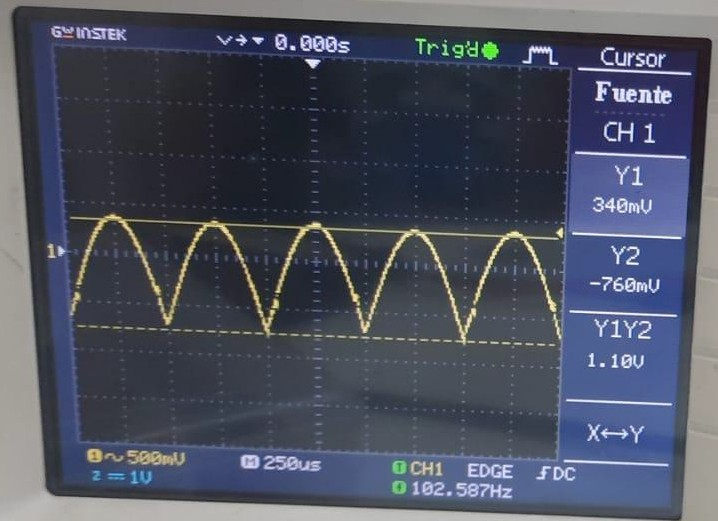 GW INSTEK
0.000s
Trig'd
Cursor
Fuente
CH 1
Y1
340mV
Y2
-760mV
Y1Y2
1.10V
X↔Y
1
1 ~ 500mV
M 250us
T CH1 EDGE ʃDC
2 ⎓ 1V
f 102.587Hz